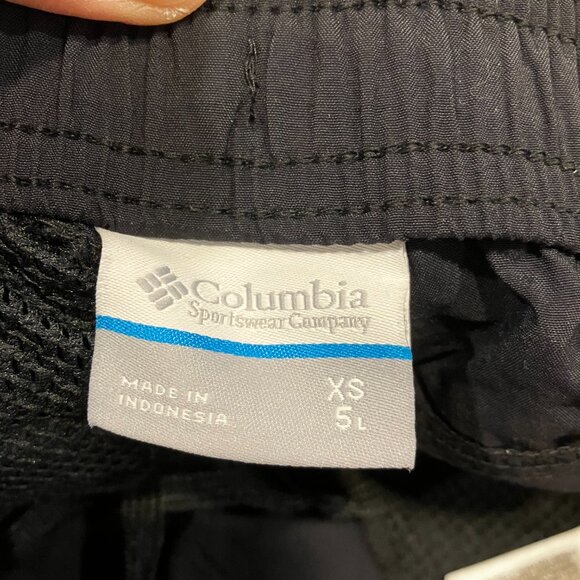 Columbia
Sportswear Company
MADE IN
INDONESIA
XS
5L